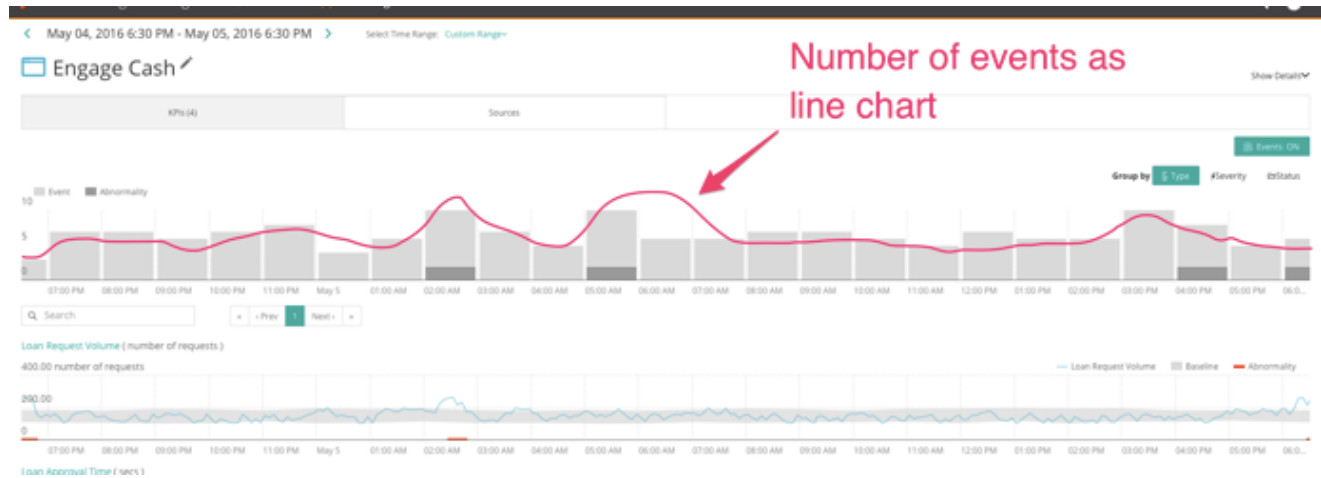 May 04, 2016 6:30 PM - May 05, 2016 6:30 PM Select Time Range: Custom Range
Number of events as
line chart
Engage Cash
Show Details
KPIs (4) Sources
Events: ON
Group by Type Severity Status
Event Abnormality
10
5
0
07:00 PM 08:00 PM 09:00 PM 10:00 PM 11:00 PM May 5 01:00 AM 02:00 AM 03:00 AM 04:00 AM 05:00 AM 06:00 AM 07:00 AM 08:00 AM 09:00 AM 10:00 AM 11:00 AM 12:00 PM 01:00 PM 02:00 PM 03:00 PM 04:00 PM 05:00 PM 06:0...
Search « ‹ Prev 1 Next › »
Loan Request Volume ( number of requests )
400.00 number of requests Loan Request Volume Baseline Abnormality
200.00
0
07:00 PM 08:00 PM 09:00 PM 10:00 PM 11:00 PM May 5 01:00 AM 02:00 AM 03:00 AM 04:00 AM 05:00 AM 06:00 AM 07:00 AM 08:00 AM 09:00 AM 10:00 AM 11:00 AM 12:00 PM 01:00 PM 02:00 PM 03:00 PM 04:00 PM 05:00 PM 06:0...
Loan Approval Time ( secs )